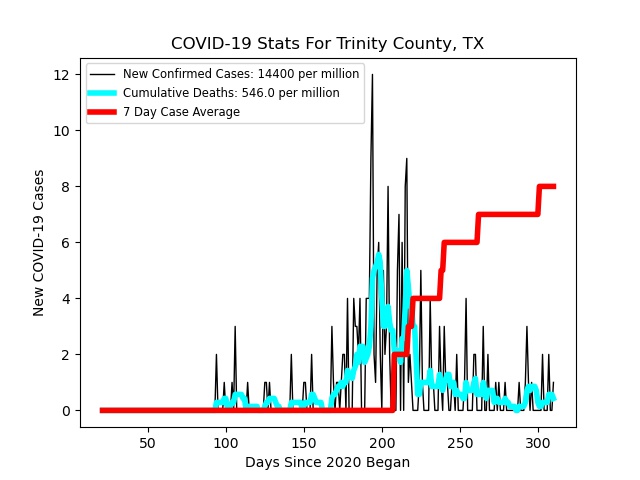 COVID-19 Stats For Trinity County, TX
New Confirmed Cases: 14400 per million
Cumulative Deaths: 546.0 per million
7 Day Case Average
12
10
8
6
4
2
0
New COVID-19 Cases
50 100 150 200 250 300
Days Since 2020 Began